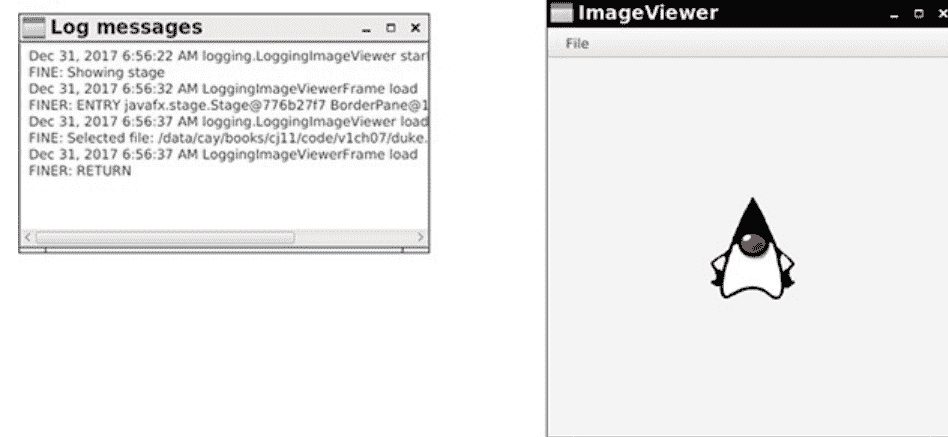 Log messages
Dec 31, 2017 6:56:22 AM logging.LoggingImageViewer star
FINE: Showing stage
Dec 31, 2017 6:56:32 AM LoggingImageViewerFrame load
FINER: ENTRY javafx.stage.Stage@776b27f7 BorderPane@1
Dec 31, 2017 6:56:37 AM logging.LoggingImageViewer load
FINE: Selected file: /data/cay/books/cj11/code/v1ch07/duke.
Dec 31, 2017 6:56:37 AM LoggingImageViewerFrame load
FINER: RETURN
ImageViewer
File